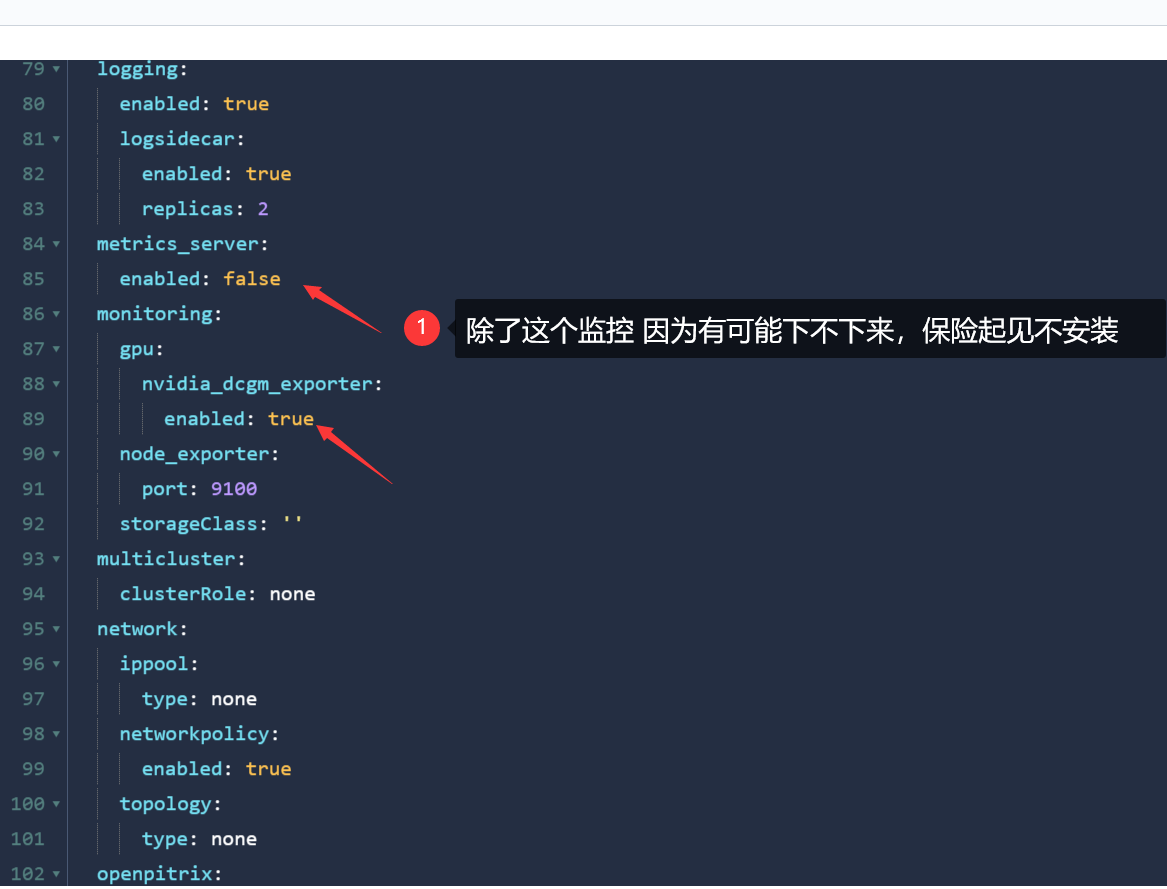 79 logging:
80 enabled: true
81 logsidecar:
82 enabled: true
83 replicas: 2
84 metrics_server:
85 enabled: false
86 monitoring:
1 除了这个监控 因为有可能下不下来，保险起见不安装
87 gpu:
88 nvidia_dcgm_exporter:
89 enabled: true
90 node_exporter:
91 port: 9100
92 storageClass: ''
93 multicluster:
94 clusterRole: none
95 network:
96 ippool:
97 type: none
98 networkpolicy:
99 enabled: true
100 topology:
101 type: none
102 openpitrix: